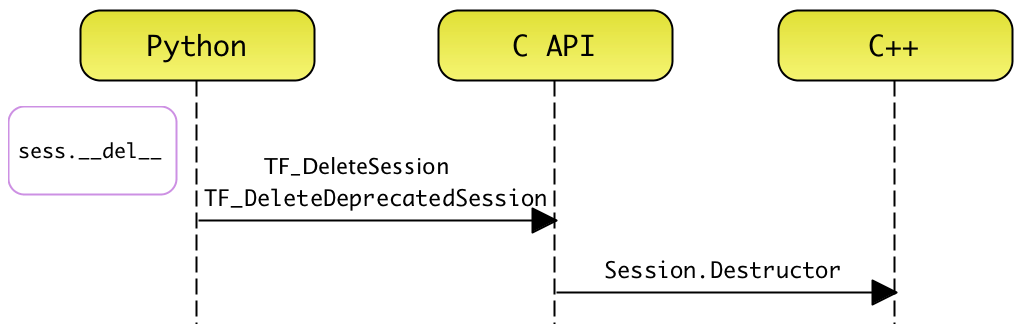 Python
C API
C++
sess.__del__
TF_DeleteSession
TF_DeleteDeprecatedSession
Session.Destructor